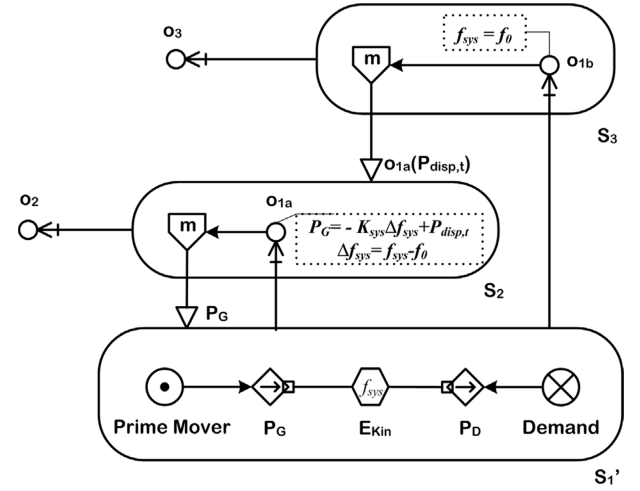 o3
fsys = f0
m
o1b
S3
o1a(Pdisp,t)
o2
m
o1a
PG= - KsysΔfsys+Pdisp,t
Δfsys= fsys-f0
S2
PG
fsys
Prime Mover PG EKin PD Demand
S1’